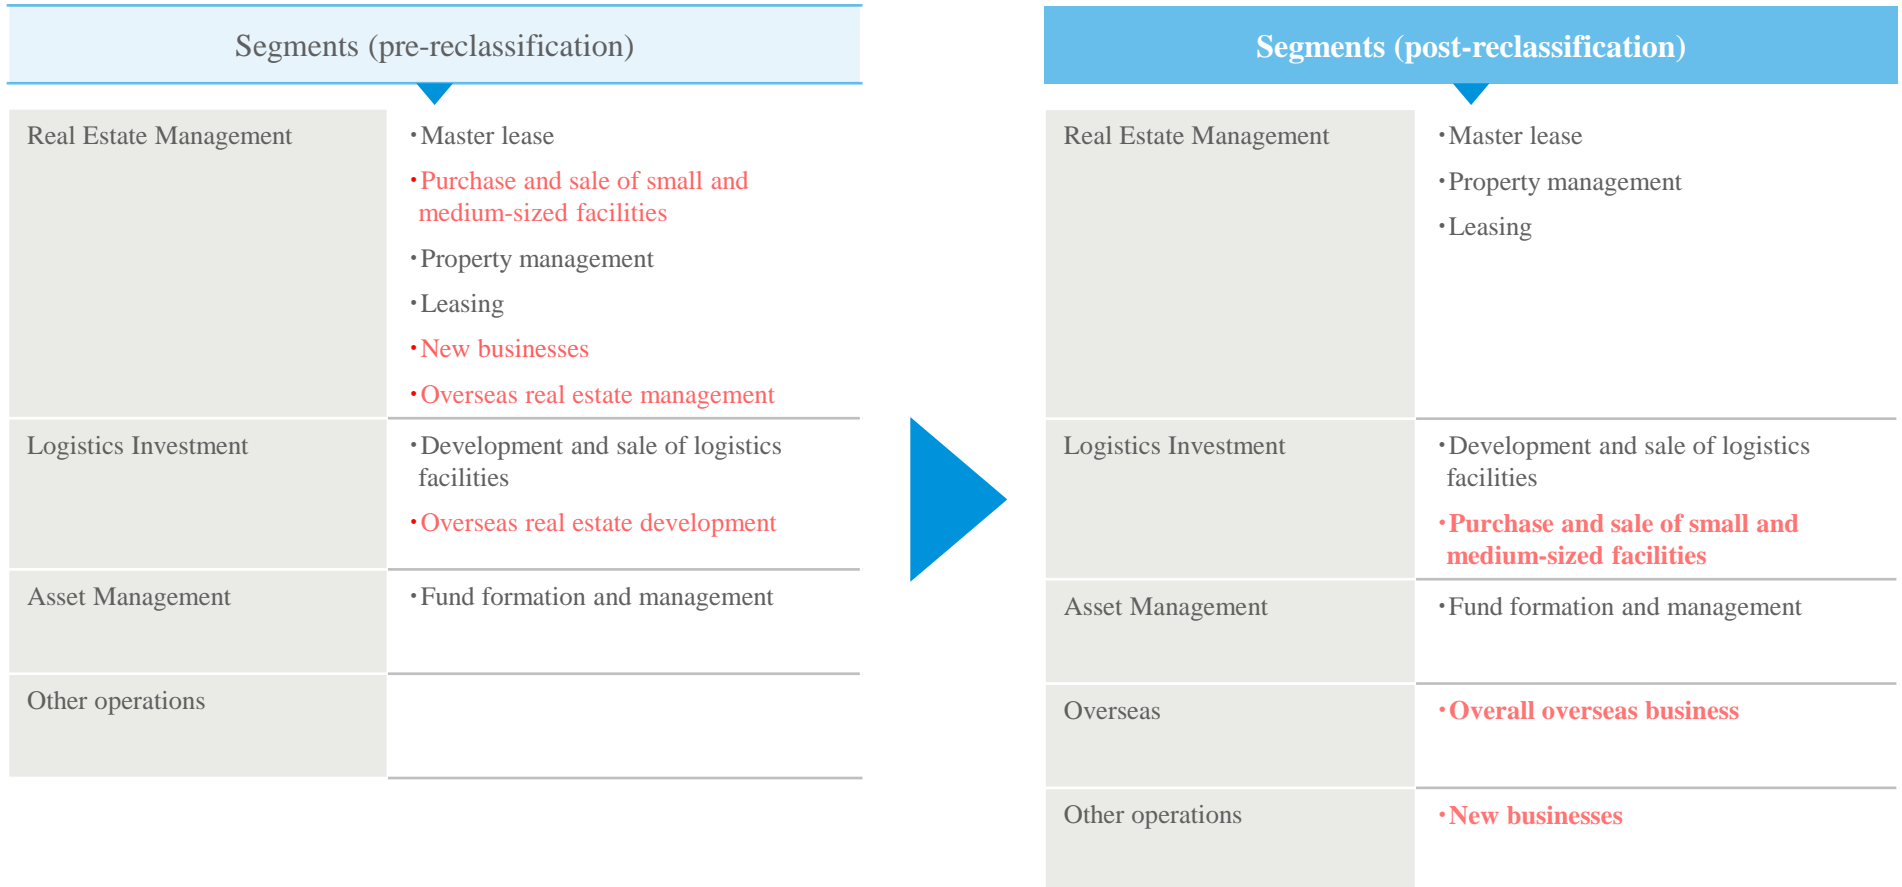 Segments (pre-reclassification)
Real Estate Management
・Master lease
・Purchase and sale of small and
medium-sized facilities
・Property management
・Leasing
・New businesses
・Overseas real estate management
Logistics Investment
・Development and sale of logistics
facilities
・Overseas real estate development
Asset Management
・Fund formation and management
Other operations
Segments (post-reclassification)
Real Estate Management
・Master lease
・Property management
・Leasing
Logistics Investment
・Development and sale of logistics
facilities
・Purchase and sale of small and
medium-sized facilities
Asset Management
・Fund formation and management
Overseas
・Overall overseas business
Other operations
・New businesses